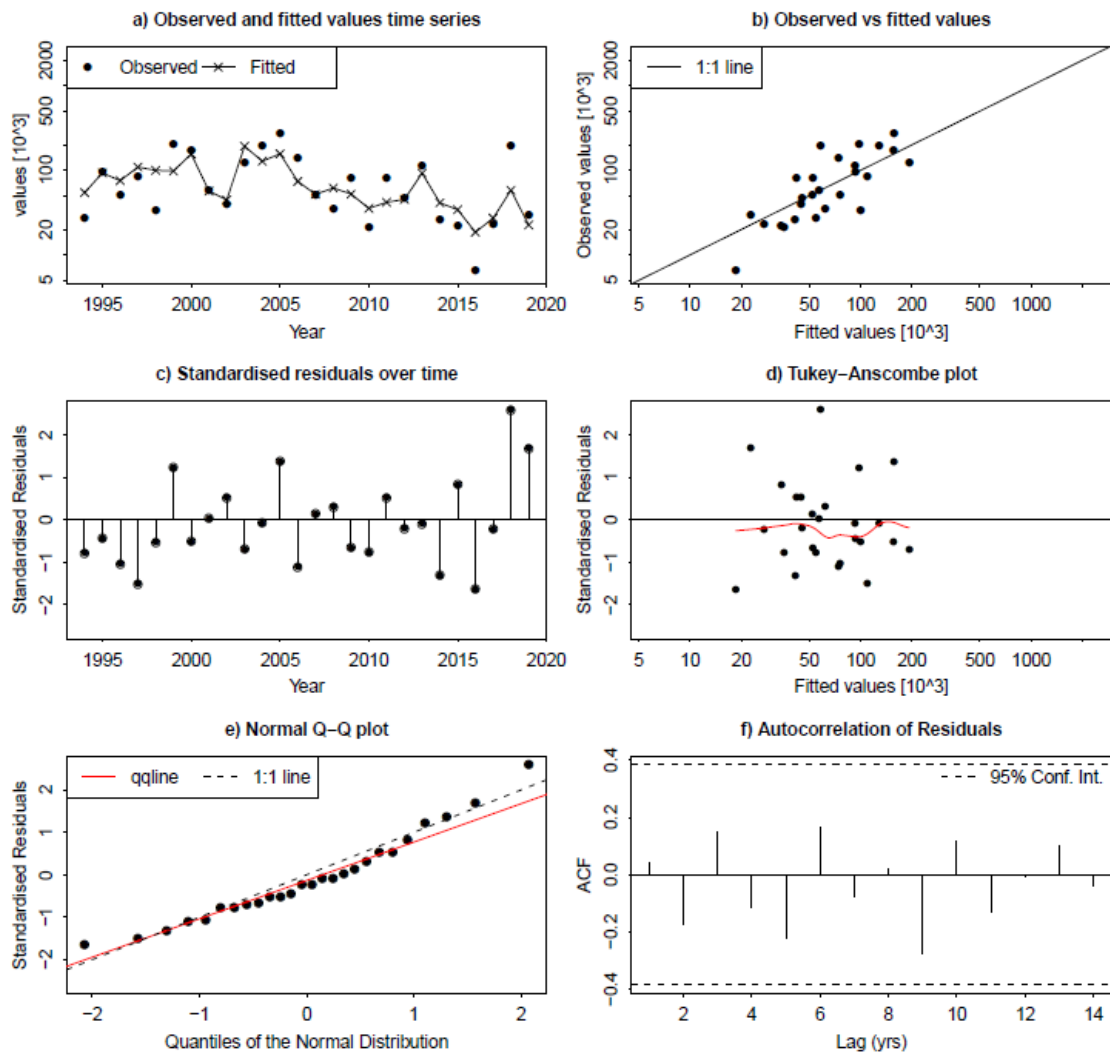 a) Observed and fitted values time series
values [10^3]
2000
500
100
20
5
Observed
Fitted
1995 2000 2005 2010 2015 2020
Year
b) Observed vs fitted values
Observed values [10^3]
2000
500
100
20
5
1:1 line
5 10 20 50 100 200 500 1000
Fitted values [10^3]
c) Standardised residuals over time
Standardised Residuals
2
1
0
−1
−2
1995 2000 2005 2010 2015 2020
Year
d) Tukey−Anscombe plot
Standardised Residuals
2
1
0
−1
−2
5 10 20 50 100 200 500 1000
Fitted values [10^3]
e) Normal Q−Q plot
Standardised Residuals
2
1
0
−1
−2
qqline
1:1 line
−2 −1 0 1 2
Quantiles of the Normal Distribution
f) Autocorrelation of Residuals
ACF
0.4
0.2
0.0
−0.2
−0.4
95% Conf. Int.
2 4 6 8 10 12 14
Lag (yrs)